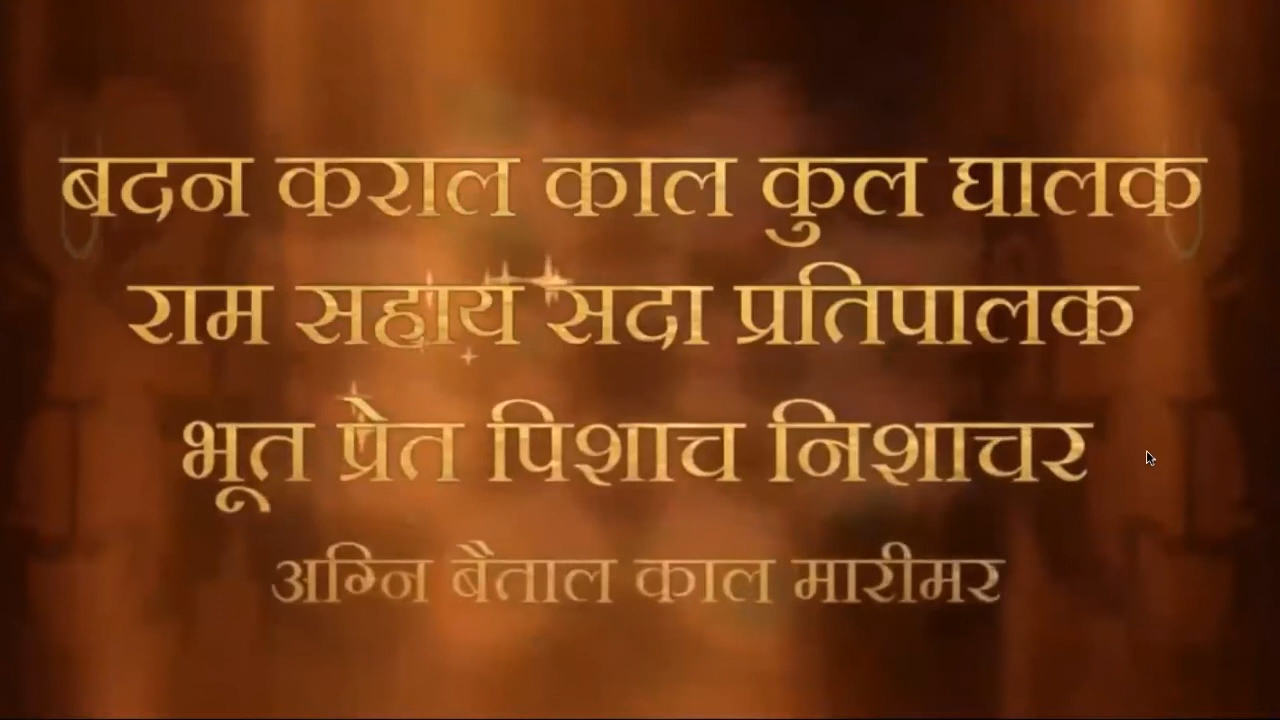 बदन कराल काल कुल घालक
राम सहाय सदा प्रतिपालक
भूत प्रेत पिशाच निशाचर
अग्नि बैताल काल मारीमर